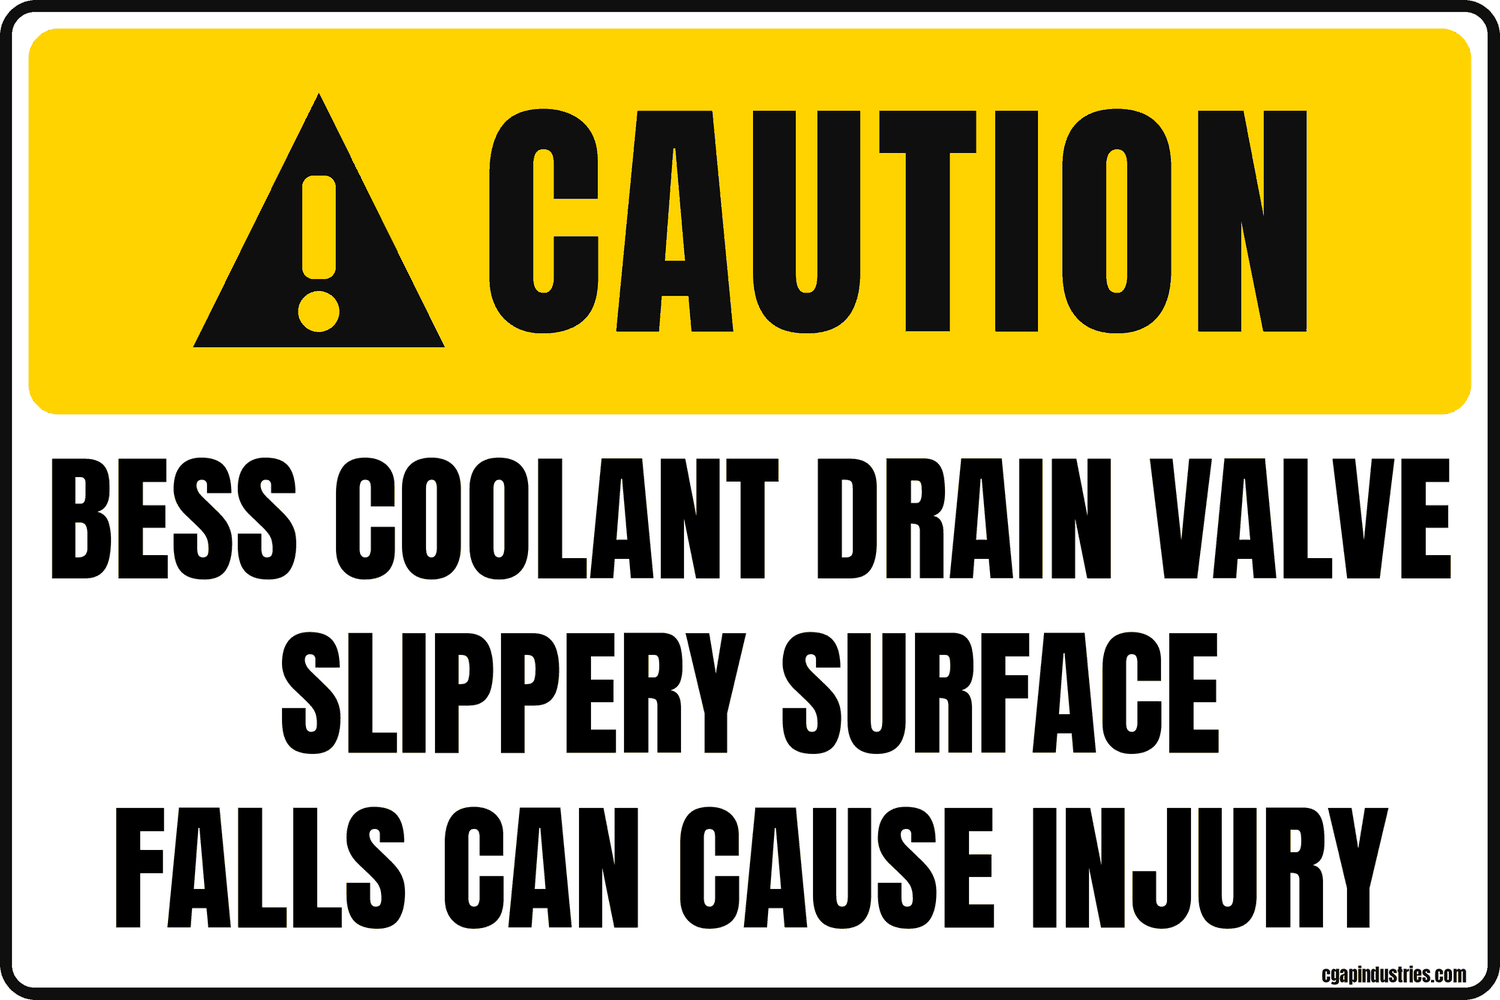 CAUTION
BESS COOLANT DRAIN VALVE
SLIPPERY SURFACE
FALLS CAN CAUSE INJURY
cgapindustries.com